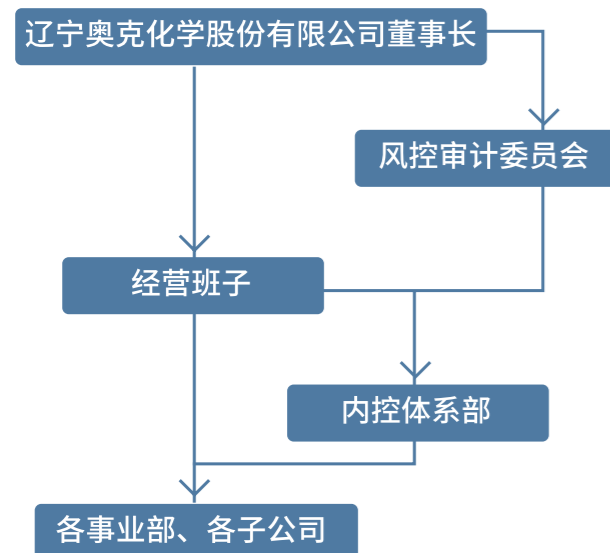 辽宁奥克化学股份有限公司董事长
风控审计委员会
经营班子
内控体系部
各事业部、各子公司